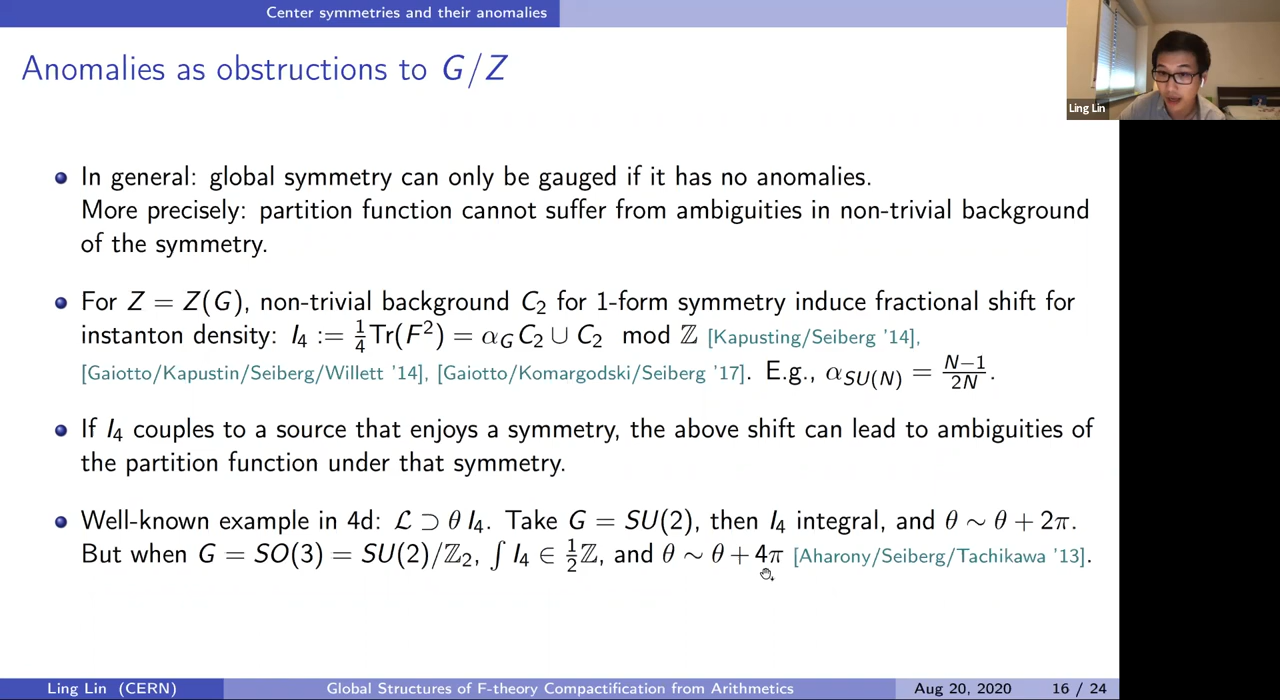 Center symmetries and their anomalies
Anomalies as obstructions to G/Z
Ling Lin
In general: global symmetry can only be gauged if it has no anomalies.
More precisely: partition function cannot suffer from ambiguities in non-trivial background
of the symmetry.
For Z = Z(G), non-trivial background C₂ for 1-form symmetry induce fractional shift for
instanton density: I₄ := 1/4 Tr(F²) = α_G C₂ ∪ C₂ mod ℤ [Kapusting/Seiberg '14],
[Gaiotto/Kapustin/Seiberg/Willett '14], [Gaiotto/Komargodski/Seiberg '17]. E.g., α_SU(N) = N−1/2N.
If I₄ couples to a source that enjoys a symmetry, the above shift can lead to ambiguities of
the partition function under that symmetry.
Well-known example in 4d: ℒ ⊃ θ I₄. Take G = SU(2), then I₄ integral, and θ ∼ θ + 2π.
But when G = SO(3) = SU(2)/ℤ₂, ∫ I₄ ∈ ½ℤ, and θ ∼ θ + 4π [Aharony/Seiberg/Tachikawa '13].
Ling Lin (CERN) Global Structures of F-theory Compactification from Arithmetics Aug 20, 2020 16 / 24